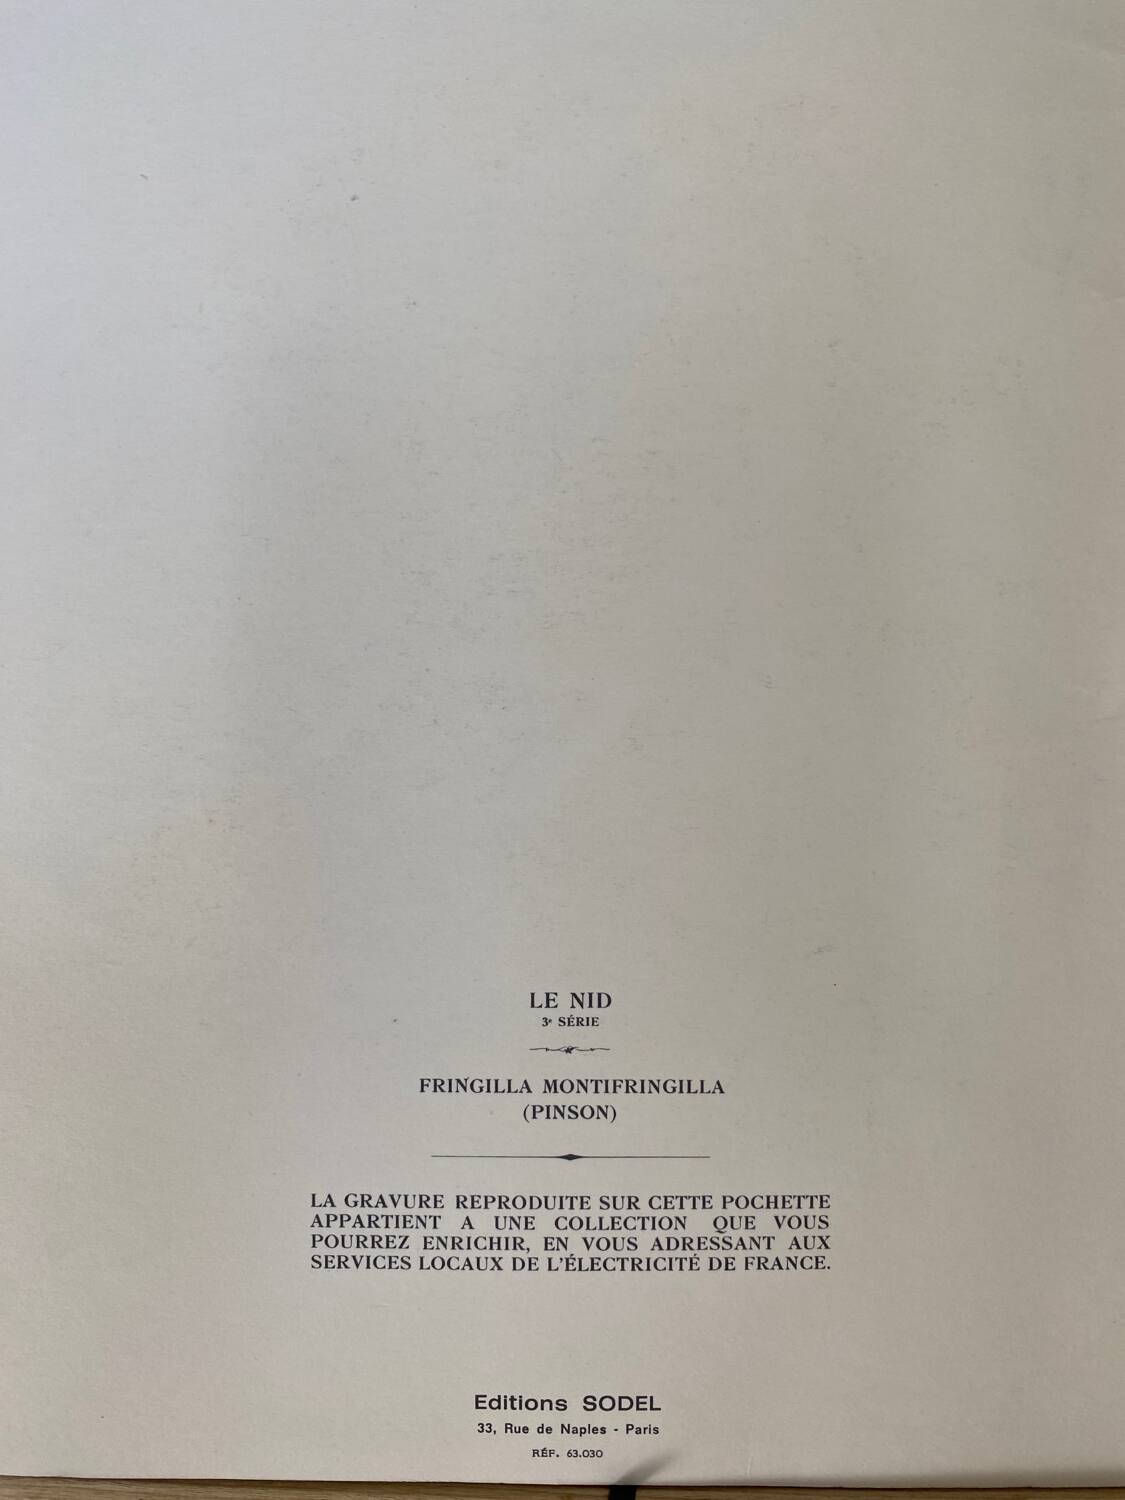 LE NID
3e SÉRIE
FRINGILLA MONTIFRINGILLA
(PINSON)
LA GRAVURE REPRODUITE SUR CETTE POCHETTE
APPARTIENT A UNE COLLECTION QUE VOUS
POURREZ ENRICHIR, EN VOUS ADRESSANT AUX
SERVICES LOCAUX DE L'ÉLECTRICITÉ DE FRANCE.
Editions SODEL
33, Rue de Naples - Paris
RÉF. 63.030